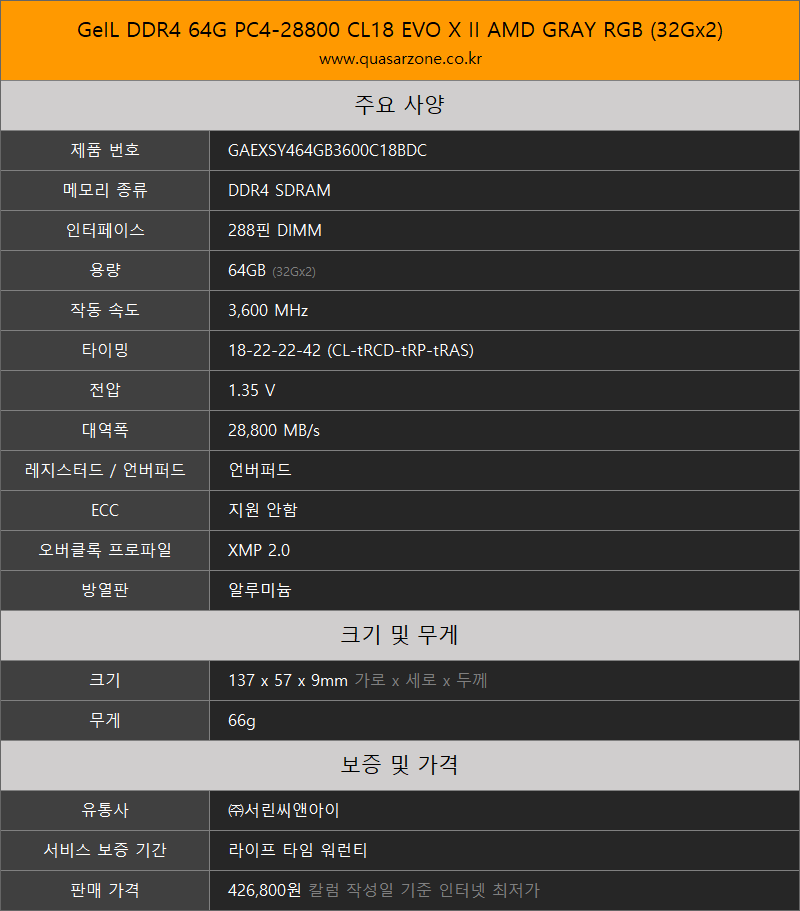 GeIL DDR4 64G PC4-28800 CL18 EVO X II AMD GRAY RGB (32Gx2)
www.quasarzone.co.kr
주요 사양
제품 번호 GAEXSY464GB3600C18BDC
메모리 종류 DDR4 SDRAM
인터페이스 288핀 DIMM
용량 64GB (32Gx2)
작동 속도 3,600 MHz
타이밍 18-22-22-42 (CL-tRCD-tRP-tRAS)
전압 1.35 V
대역폭 28,800 MB/s
레지스터드 / 언버퍼드 언버퍼드
ECC 지원 안함
오버클록 프로파일 XMP 2.0
방열판 알루미늄
크기 및 무게
크기 137 x 57 x 9mm 가로 x 세로 x 두께
무게 66g
보증 및 가격
유통사 ㈜서린씨앤아이
서비스 보증 기간 라이프 타임 워런티
판매 가격 426,800원 칼럼 작성일 기준 인터넷 최저가